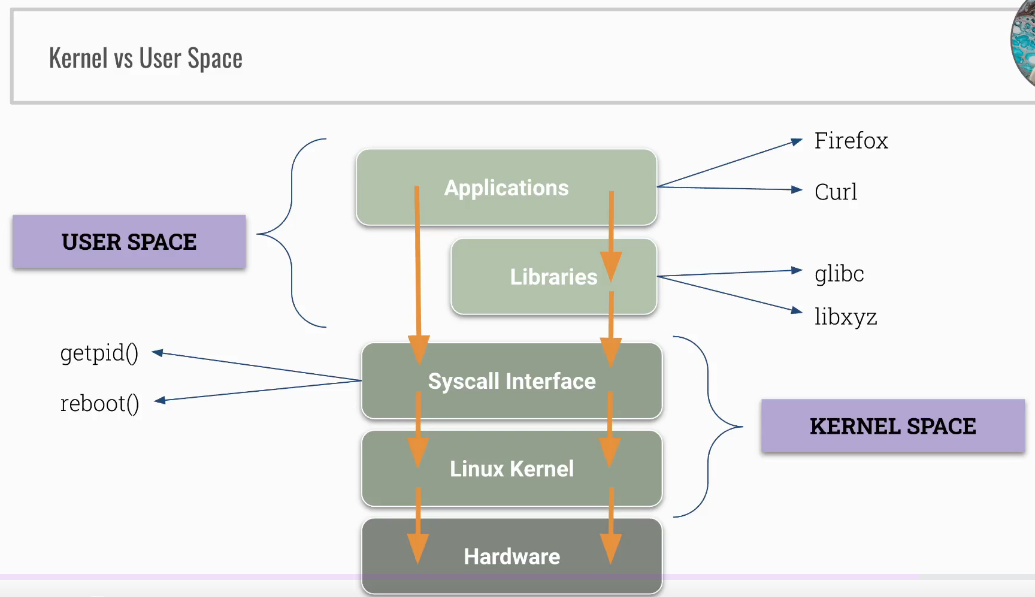 Kernel vs User Space
Applications
Firefox
Curl
USER SPACE
Libraries
glibc
libxyz
getpid()
reboot()
Syscall Interface
KERNEL SPACE
Linux Kernel
Hardware